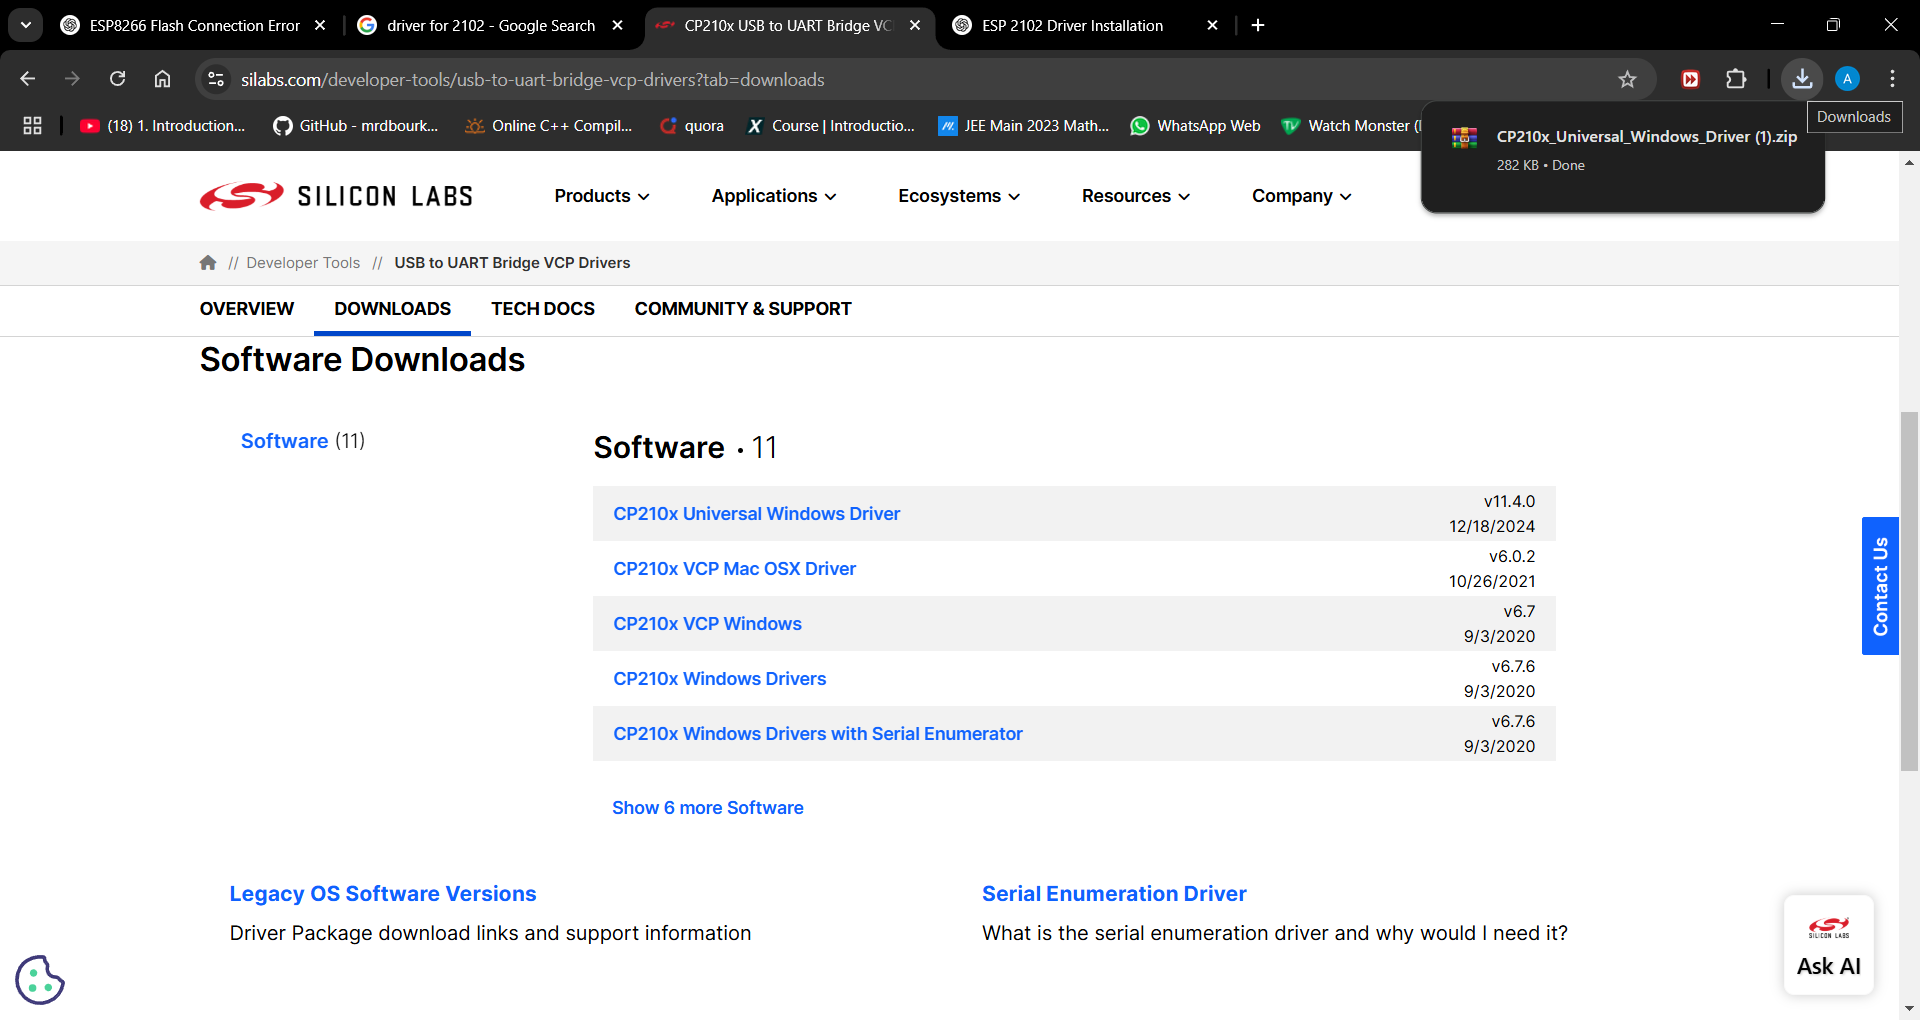 ESP8266 Flash Connection Error
driver for 2102 - Google Search
CP210x USB to UART Bridge VC
ESP 2102 Driver Installation
silabs.com/developer-tools/usb-to-uart-bridge-vcp-drivers?tab=downloads
A
(18) 1. Introduction...
GitHub - mrdbourk...
Online C++ Compil...
quora
Course | Introductio...
JEE Main 2023 Math...
WhatsApp Web
Watch Monster (
Downloads
CP210x_Universal_Windows_Driver (1).zip
282 KB • Done
SILICON LABS
Products
Applications
Ecosystems
Resources
Company
// Developer Tools // USB to UART Bridge VCP Drivers
OVERVIEW
DOWNLOADS
TECH DOCS
COMMUNITY & SUPPORT
Software Downloads
Software (11)
Software • 11
CP210x Universal Windows Driver
v11.4.0
12/18/2024
CP210x VCP Mac OSX Driver
v6.0.2
10/26/2021
CP210x VCP Windows
v6.7
9/3/2020
CP210x Windows Drivers
v6.7.6
9/3/2020
CP210x Windows Drivers with Serial Enumerator
v6.7.6
9/3/2020
Show 6 more Software
Contact Us
Legacy OS Software Versions
Driver Package download links and support information
Serial Enumeration Driver
What is the serial enumeration driver and why would I need it?
SILICON LABS
Ask AI